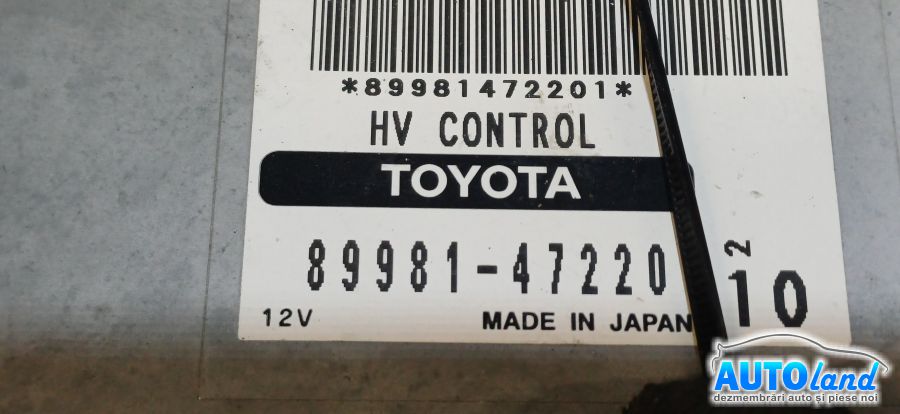 *89981472201*
HV CONTROL
TOYOTA
89981-47220
2
10
12V MADE IN JAPAN
AUTOland
dezmembrări auto și piese noi